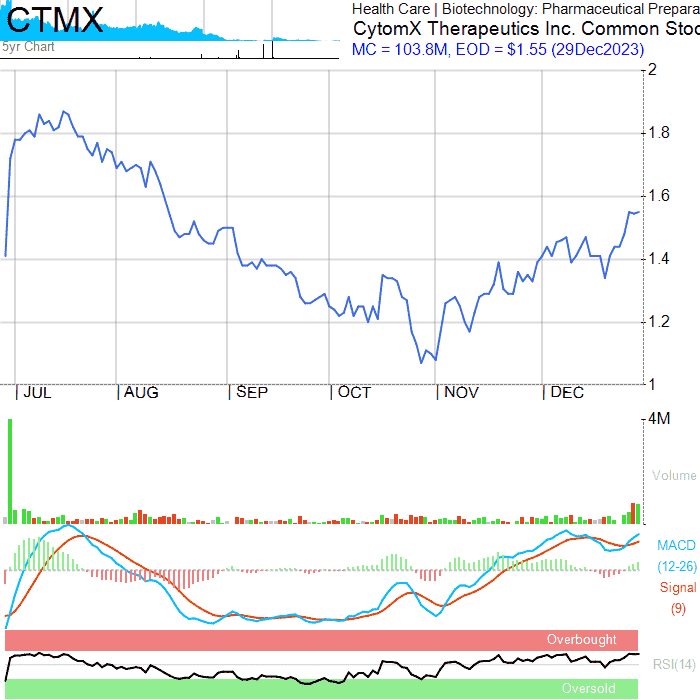 CTMX
5yr Chart
Health Care | Biotechnology: Pharmaceutical Prepara
CytomX Therapeutics Inc. Common Stoc
MC = 103.8M, EOD = $1.55 (29Dec2023)
2
1.8
1.6
1.4
1.2
1
JUL AUG SEP OCT NOV DEC
4M
Volume
MACD
(12-26)
Signal
(9)
Overbought
RSI(14)
Oversold